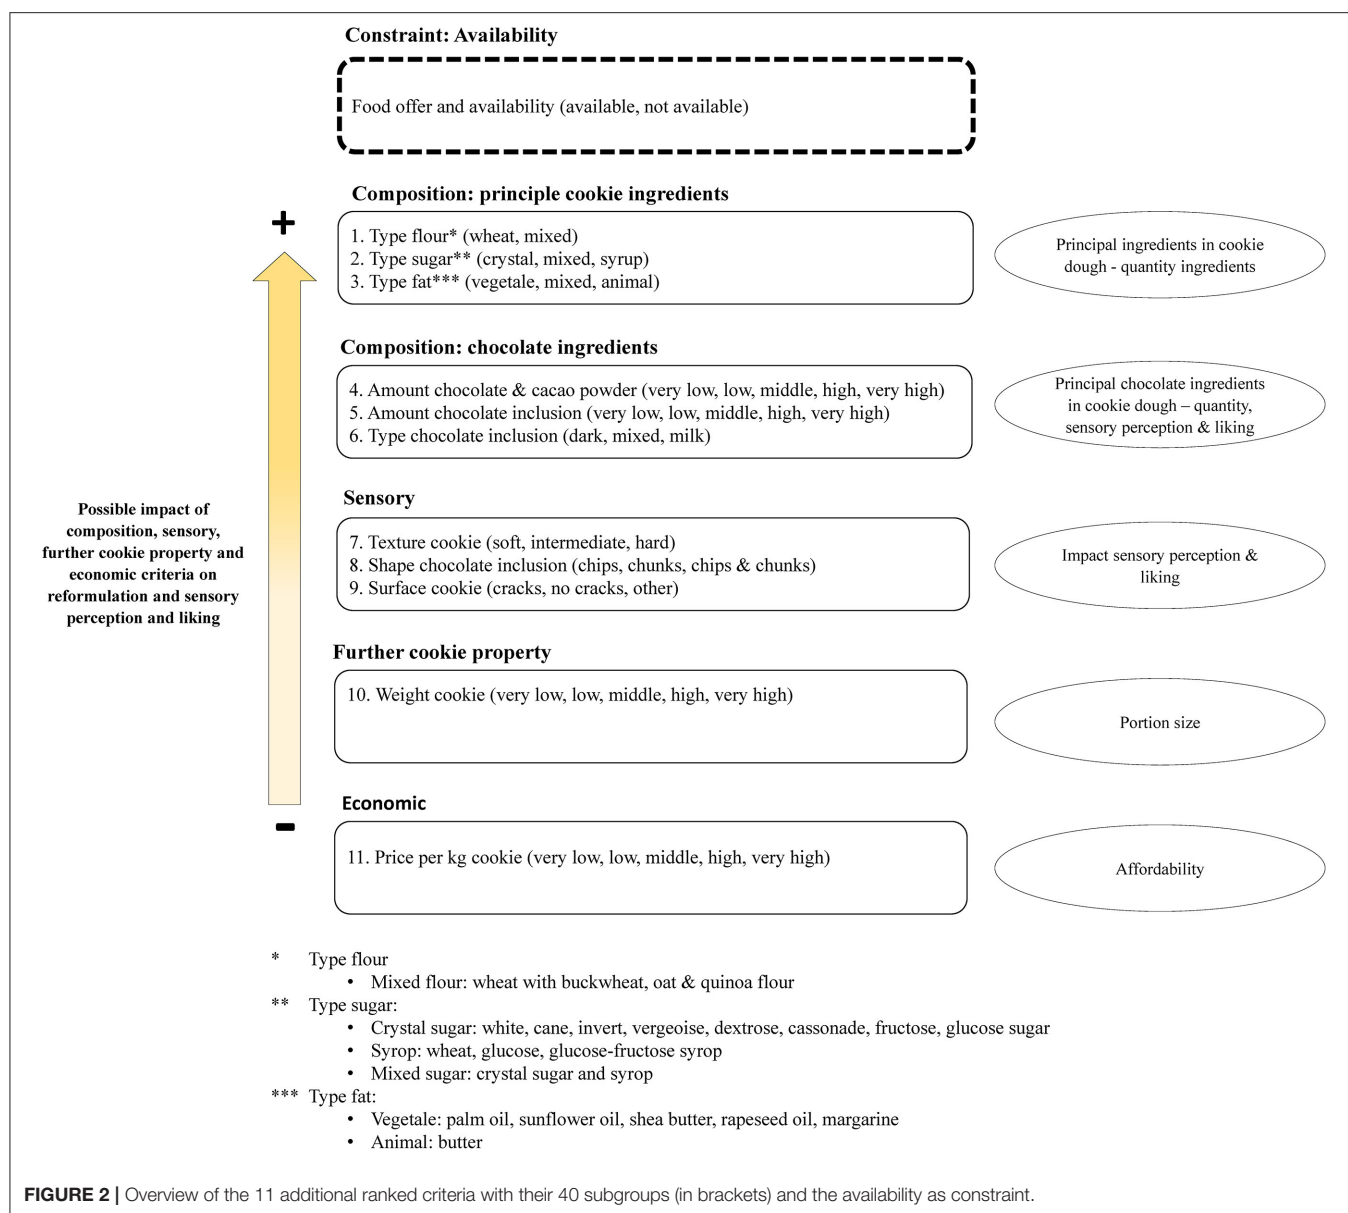 Constraint: Availability
Food offer and availability (available, not available)
Composition: principle cookie ingredients
+
1. Type flour* (wheat, mixed)
2. Type sugar** (crystal, mixed, syrup)
3. Type fat*** (vegetale, mixed, animal)
Principal ingredients in cookie
dough - quantity ingredients
Composition: chocolate ingredients
4. Amount chocolate & cacao powder (very low, low, middle, high, very high)
5. Amount chocolate inclusion (very low, low, middle, high, very high)
6. Type chocolate inclusion (dark, mixed, milk)
Principal chocolate ingredients
in cookie dough – quantity,
sensory perception & liking
Possible impact of
composition, sensory,
further cookie property and
economic criteria on
reformulation and sensory
perception and liking
Sensory
7. Texture cookie (soft, intermediate, hard)
8. Shape chocolate inclusion (chips, chunks, chips & chunks)
9. Surface cookie (cracks, no cracks, other)
Impact sensory perception &
liking
Further cookie property
10. Weight cookie (very low, low, middle, high, very high)
Portion size
Economic
-
11. Price per kg cookie (very low, low, middle, high, very high)
Affordability
* Type flour
• Mixed flour: wheat with buckwheat, oat & quinoa flour
** Type sugar:
• Crystal sugar: white, cane, invert, vergeoise, dextrose, cassonade, fructose, glucose sugar
• Syrop: wheat, glucose, glucose-fructose syrop
• Mixed sugar: crystal sugar and syrop
*** Type fat:
• Vegetale: palm oil, sunflower oil, shea butter, rapeseed oil, margarine
• Animal: butter
FIGURE 2 | Overview of the 11 additional ranked criteria with their 40 subgroups (in brackets) and the availability as constraint.